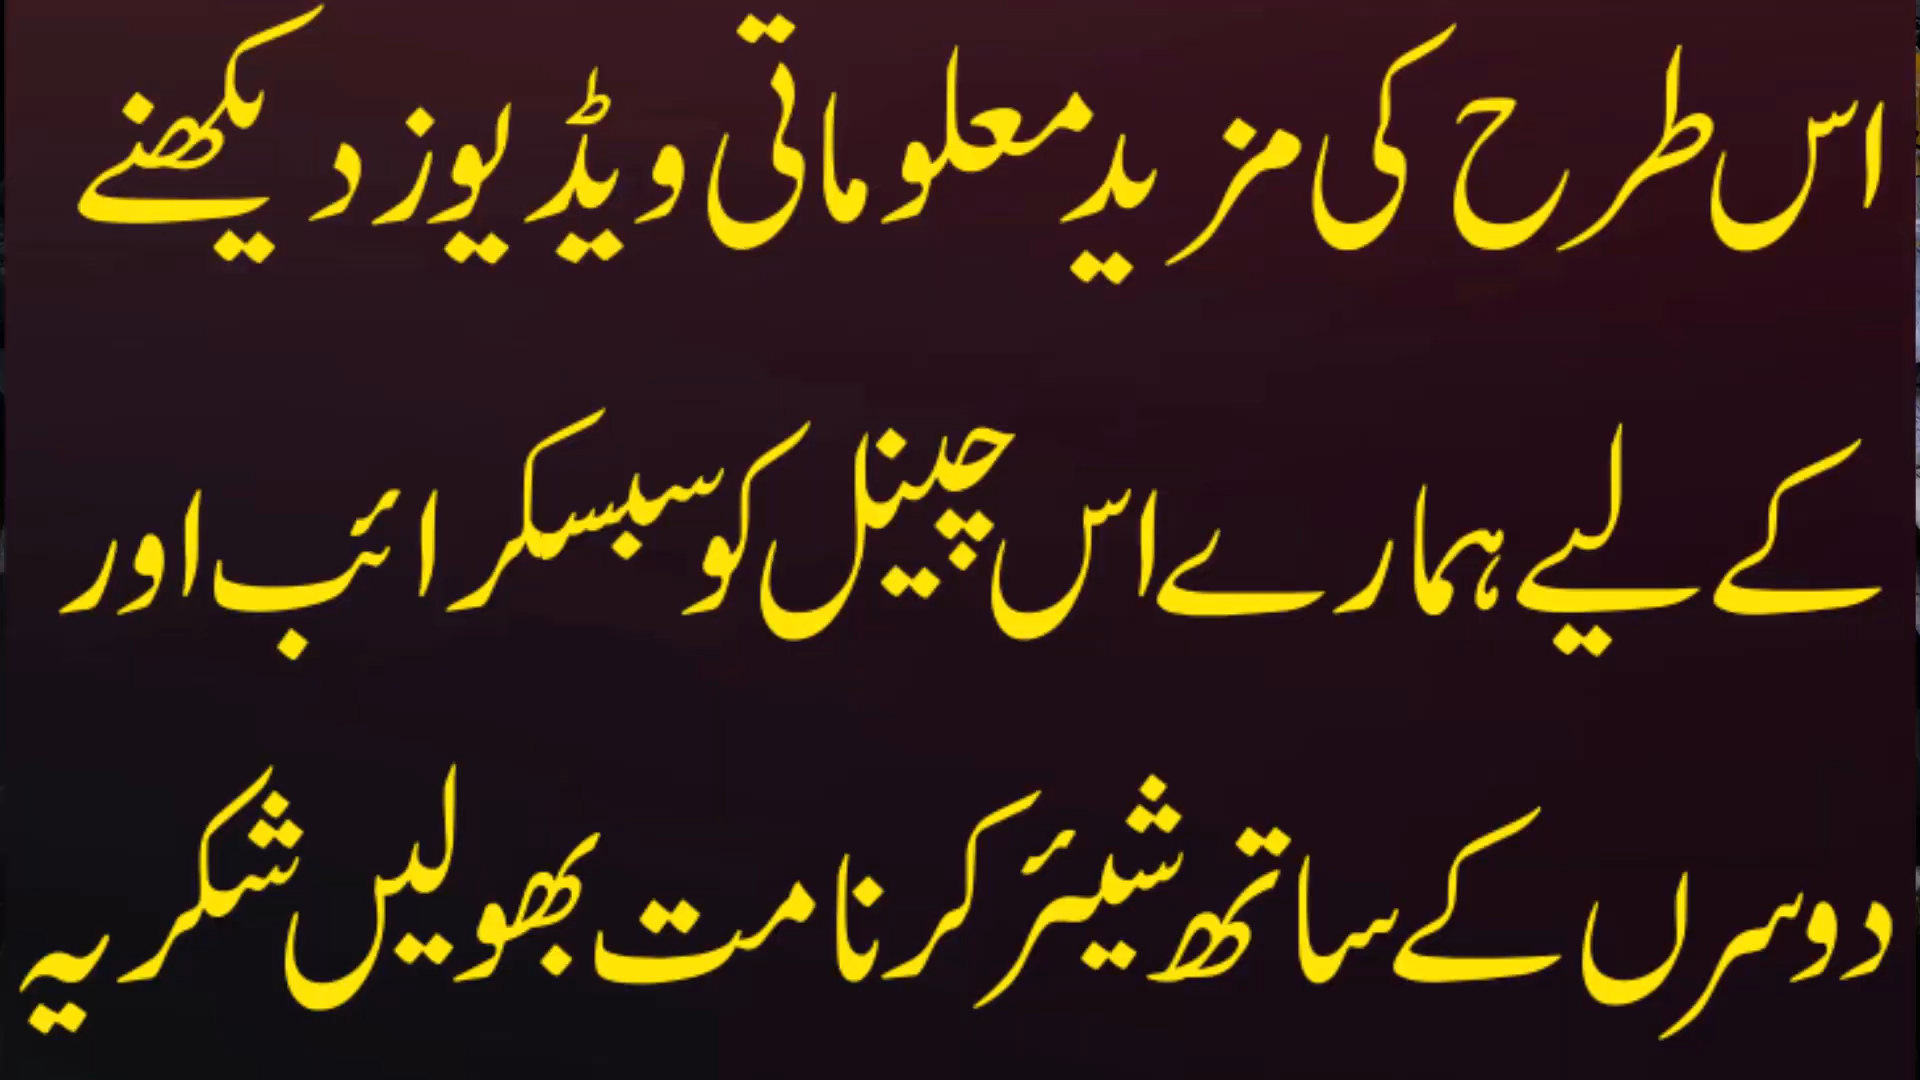 اس طرح کی مزید معلوماتی ویڈیوز دیکھنے
کے لیے ہمارے اس چینل کو سبسکرائب اور
دوسرں کے ساتھ شیئر کرنا مت بھولیں شکریہ